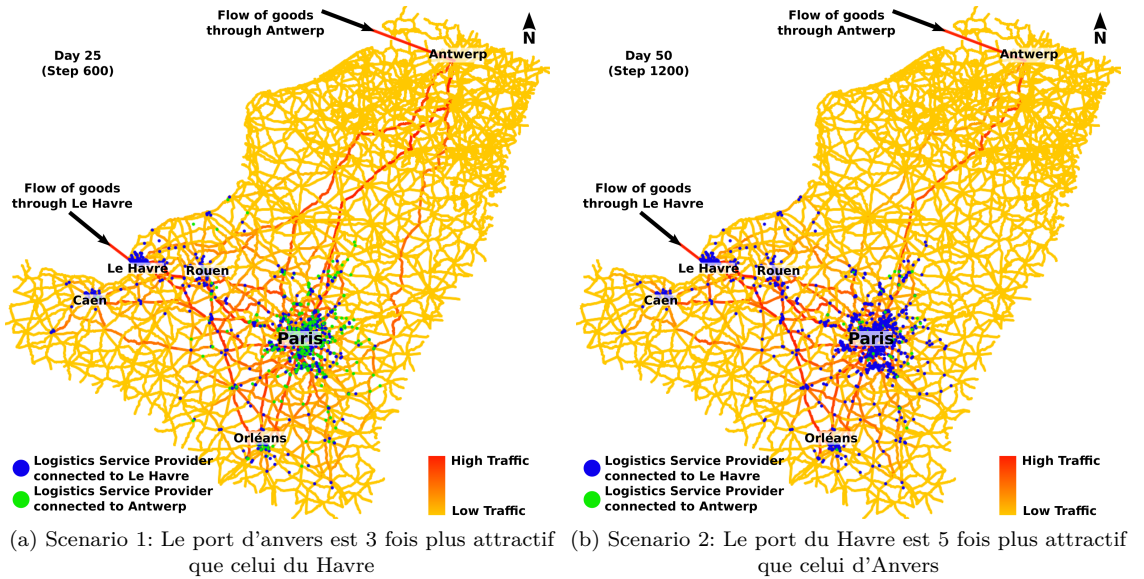 Flow of goods
through Antwerp
N
Day 25
(Step 600)
Antwerp
Flow of goods
through Le Havre
Le Havre
Rouen
Caen
Paris
Orléans
Logistics Service Provider
connected to Le Havre
Logistics Service Provider
connected to Antwerp
High Traffic
Low Traffic
(a) Scenario 1: Le port d'anvers est 3 fois plus attractif
que celui du Havre
Flow of goods
through Antwerp
N
Day 50
(Step 1200)
Antwerp
Flow of goods
through Le Havre
Le Havre
Rouen
Caen
Paris
Orléans
Logistics Service Provider
connected to Le Havre
Logistics Service Provider
connected to Antwerp
High Traffic
Low Traffic
(b) Scenario 2: Le port du Havre est 5 fois plus attractif
que celui d'Anvers